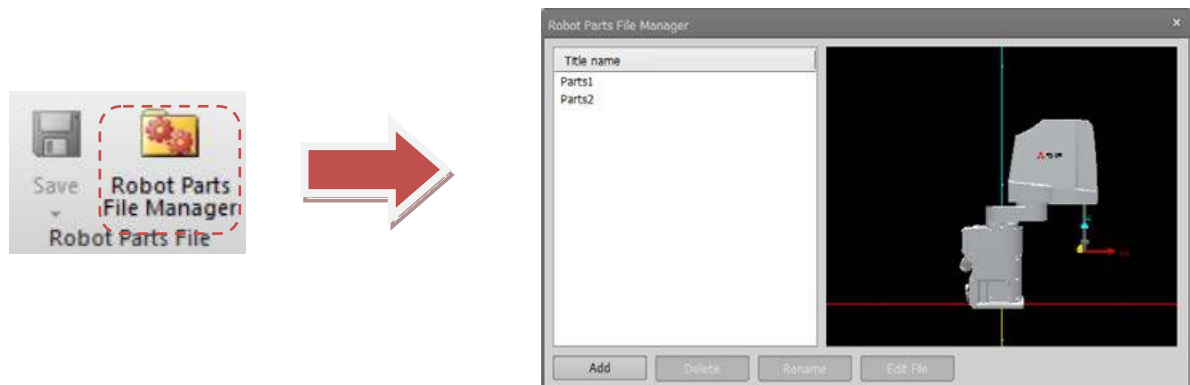 Save
Robot Parts
File Manager
Robot Parts File
Robot Parts File Manager
Title name
Parts1
Parts2
Add
Delete
Rename
Edit File